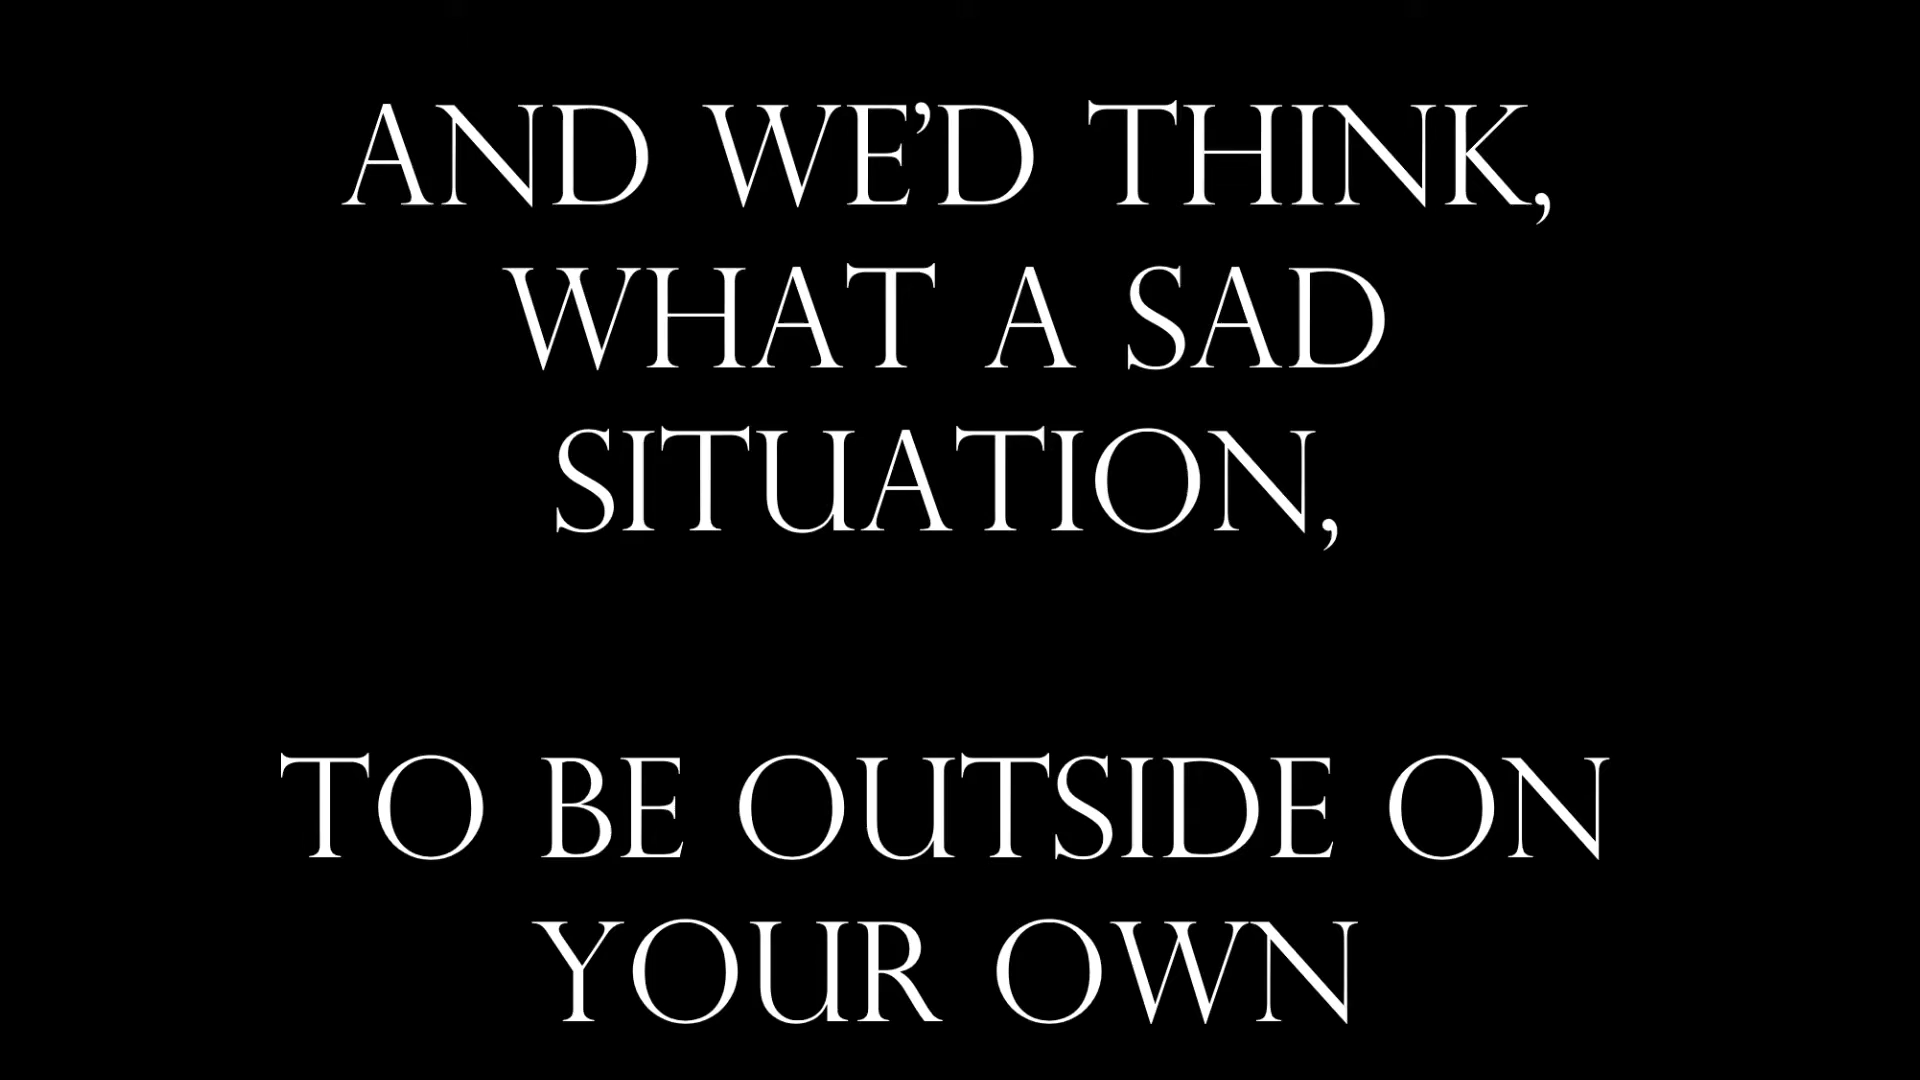 AND WE’D THINK,
WHAT A SAD
SITUATION,
TO BE OUTSIDE ON
YOUR OWN